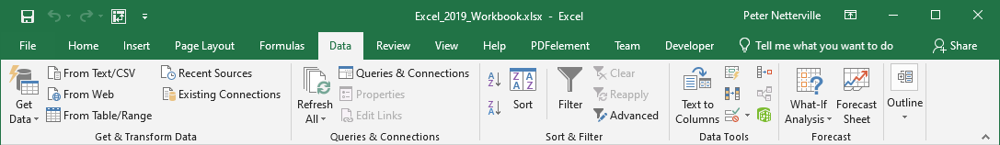 Excel_2019_Workbook.xlsx - Excel
Peter Netterville
File Home Insert Page Layout Formulas Data Review View Help PDFelement Team Developer Tell me what you want to do Share
Get Data
From Text/CSV
From Web
From Table/Range
Recent Sources
Existing Connections
Get & Transform Data
Refresh All
Queries & Connections
Properties
Edit Links
Queries & Connections
A Z
Z A
Z A
A Z
Sort
Filter
Clear
Reapply
Advanced
Sort & Filter
Text to
Columns
Data Tools
What-If
Analysis
Forecast
Sheet
Forecast
Outline